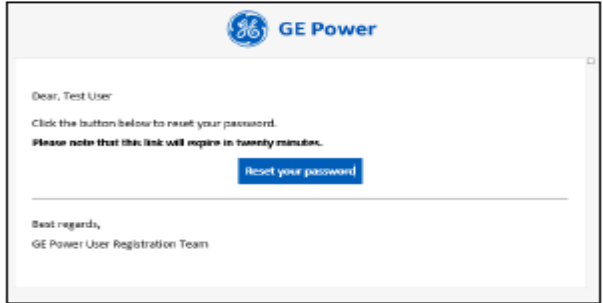 GE Power
Dear, Test User
Click the button below to reset your password.
Please note that this link will expire in twenty minutes.
Reset your password
Best regards,
GE Power User Registration Team